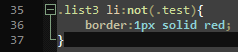 35 .list3 li:not(.test){
36 border:1px solid red;
37 }